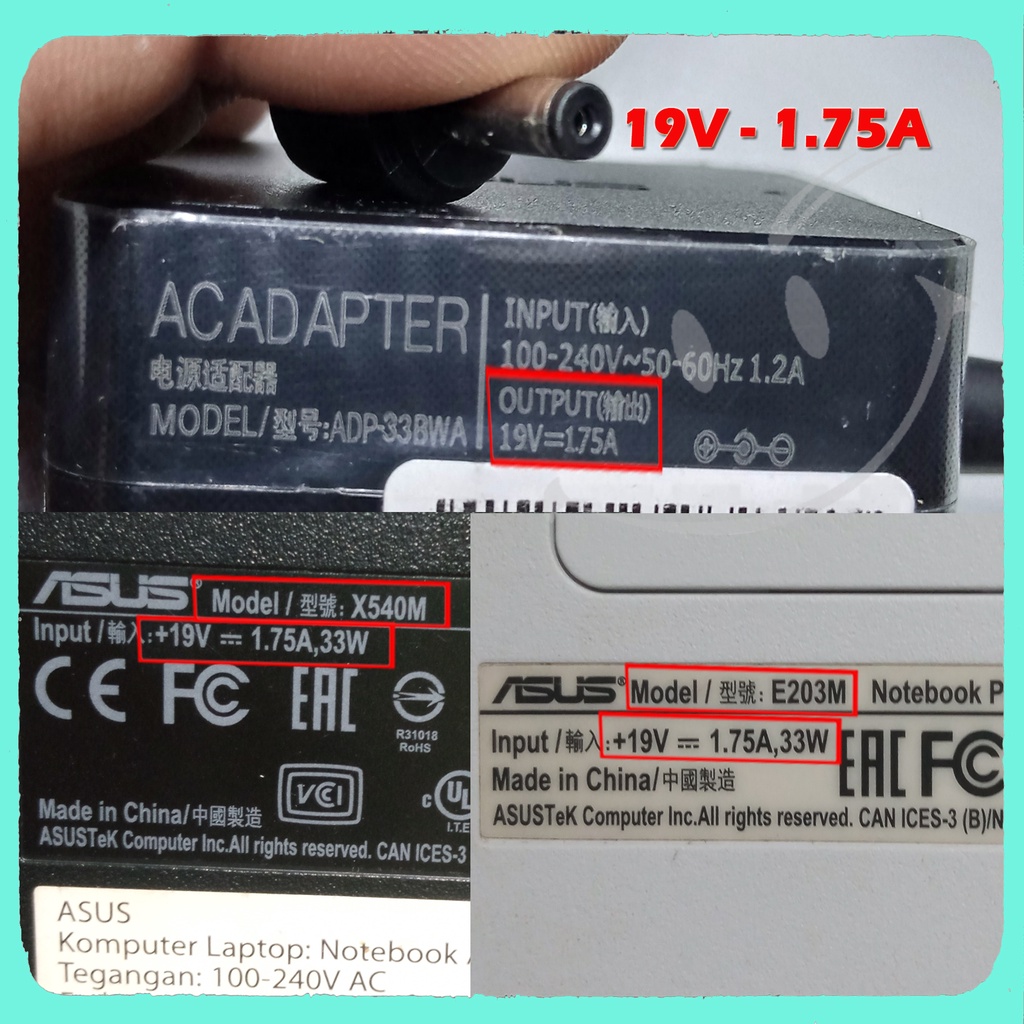 19V - 1.75A
AC ADAPTER
电源适配器
MODEL/型号:ADP-33BWA
INPUT(输入)
100-240V~50-60Hz 1.2A
OUTPUT(输出)
19V⎓1.75A
ASUS® Model / 型號: X540M
Input / 輸入:+19V ⎓ 1.75A,33W
CE FC EAC
R31018
RoHS
VCI
c UL
I.T.E
Made in China/中國製造
ASUSTeK Computer Inc.All rights reserved. CAN ICES-3
ASUS
Komputer Laptop: Notebook
Tegangan: 100-240V AC
ASUS® Model / 型號: E203M Notebook P
Input / 輸入:+19V ⎓ 1.75A,33W
EAC FC
Made in China/中國製造
ASUSTeK Computer Inc.All rights reserved. CAN ICES-3 (B)/N